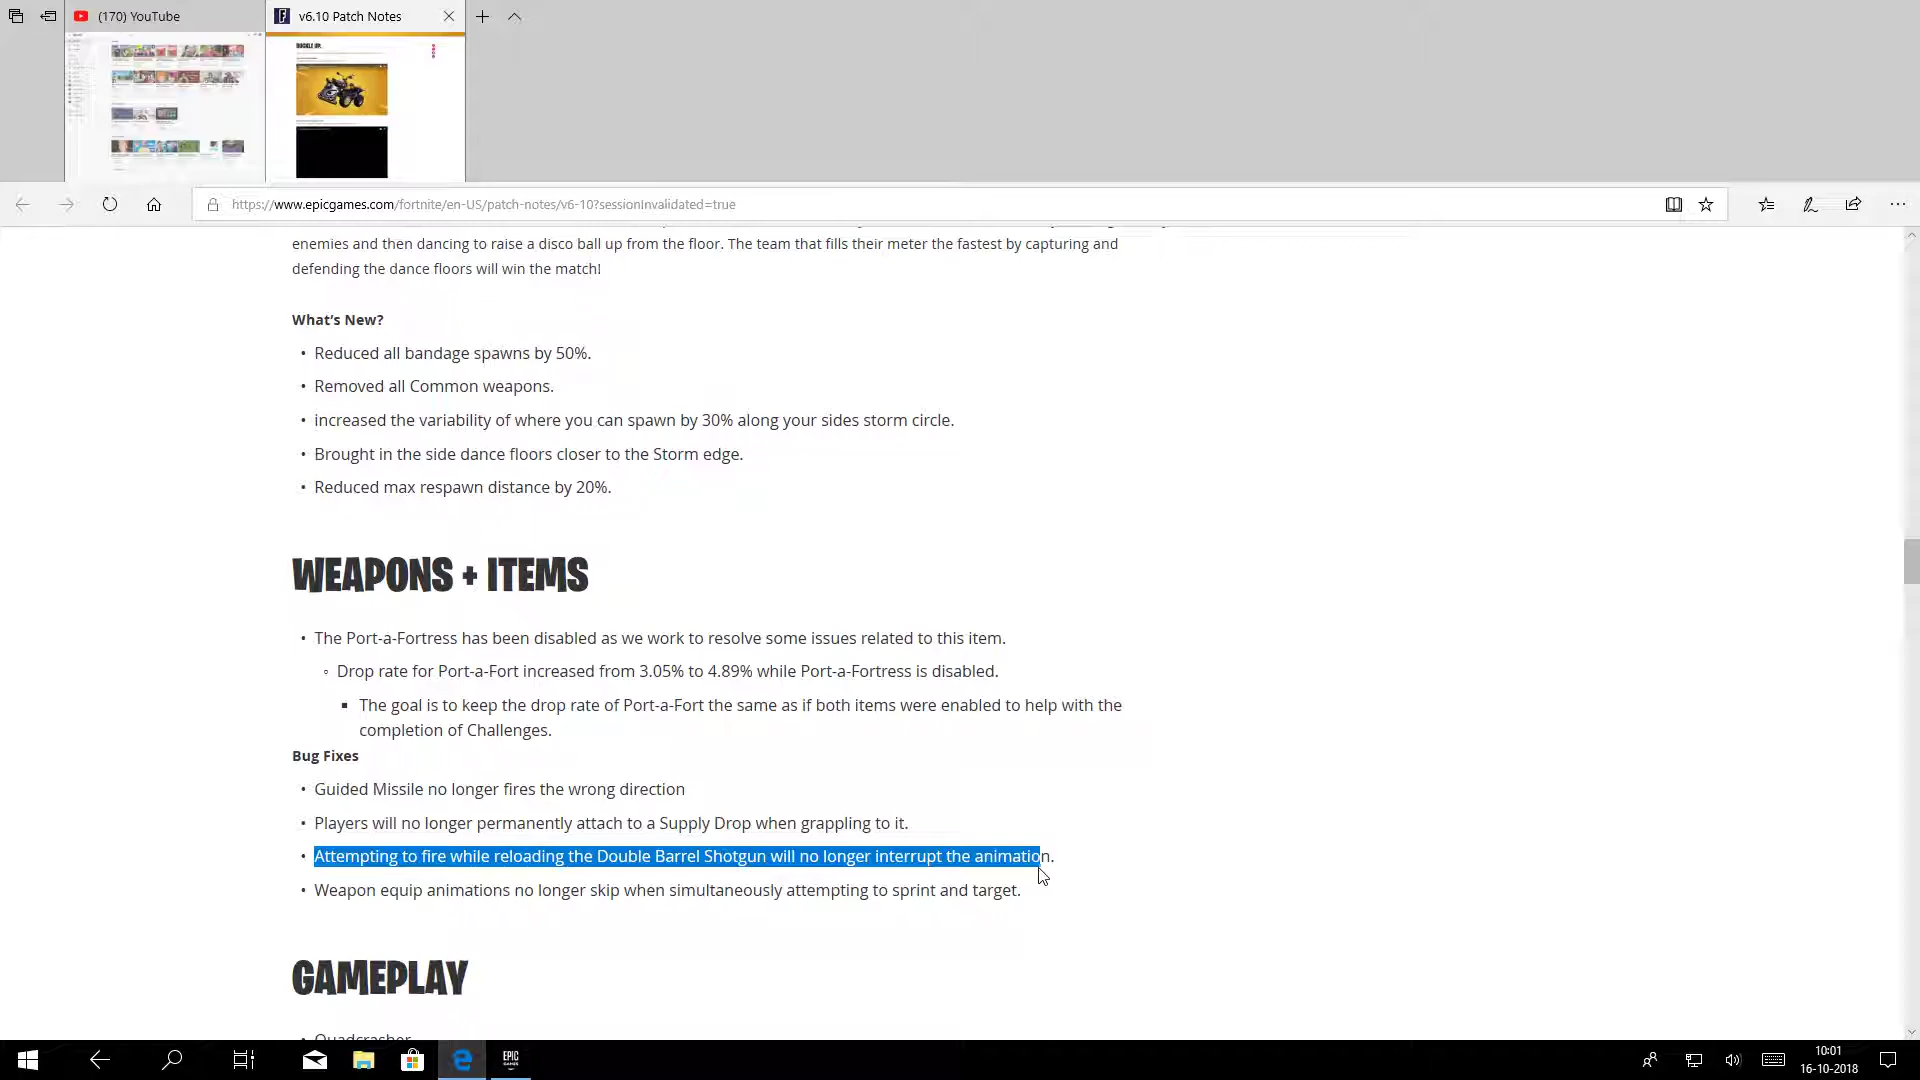 (170) YouTube
v6.10 Patch Notes
BUCKLE UP.
https://www.epicgames.com/fortnite/en-US/patch-notes/v6-10?sessionInvalidated=true
enemies and then dancing to raise a disco ball up from the floor. The team that fills their meter the fastest by capturing and
defending the dance floors will win the match!
What’s New?
• Reduced all bandage spawns by 50%.
• Removed all Common weapons.
• increased the variability of where you can spawn by 30% along your sides storm circle.
• Brought in the side dance floors closer to the Storm edge.
• Reduced max respawn distance by 20%.
WEAPONS + ITEMS
• The Port-a-Fortress has been disabled as we work to resolve some issues related to this item.
◦ Drop rate for Port-a-Fort increased from 3.05% to 4.89% while Port-a-Fortress is disabled.
▪ The goal is to keep the drop rate of Port-a-Fort the same as if both items were enabled to help with the
completion of Challenges.
Bug Fixes
• Guided Missile no longer fires the wrong direction
• Players will no longer permanently attach to a Supply Drop when grappling to it.
• Attempting to fire while reloading the Double Barrel Shotgun will no longer interrupt the animation.
• Weapon equip animations no longer skip when simultaneously attempting to sprint and target.
GAMEPLAY
• Quadcrasher
EPIC
GAMES
10:01
16-10-2018